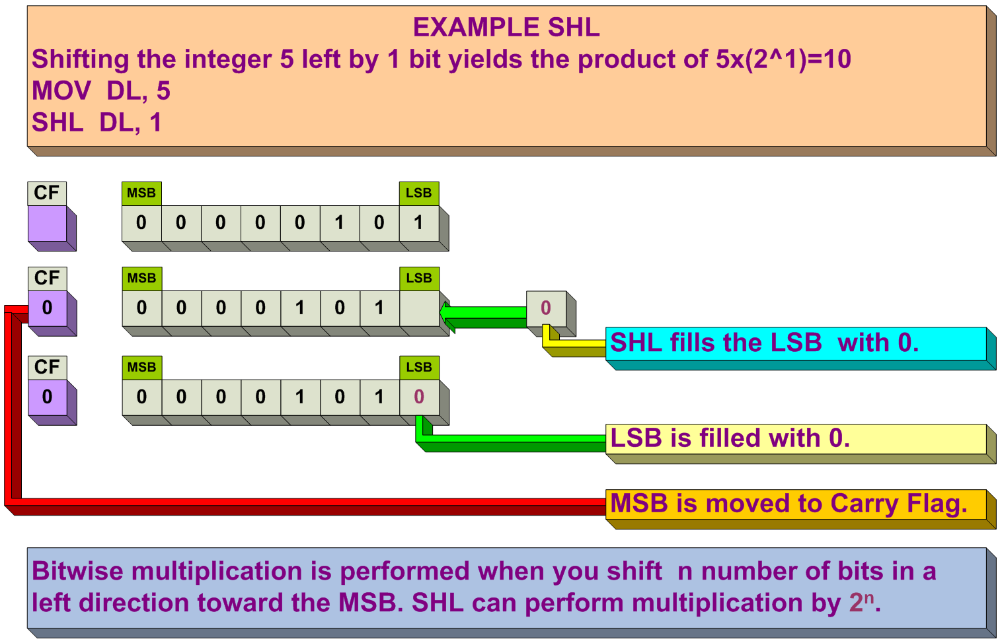 EXAMPLE SHL
Shifting the integer 5 left by 1 bit yields the product of 5x(2^1)=10
MOV  DL, 5
SHL  DL, 1
CF MSB LSB
0 0 0 0 0 1 0 1
CF MSB LSB
0 0 0 0 0 1 0 1 0
SHL fills the LSB  with 0.
CF MSB LSB
0 0 0 0 0 1 0 1 0
LSB is filled with 0.
MSB is moved to Carry Flag.
Bitwise multiplication is performed when you shift  n number of bits in a
left direction toward the MSB. SHL can perform multiplication by 2ⁿ.